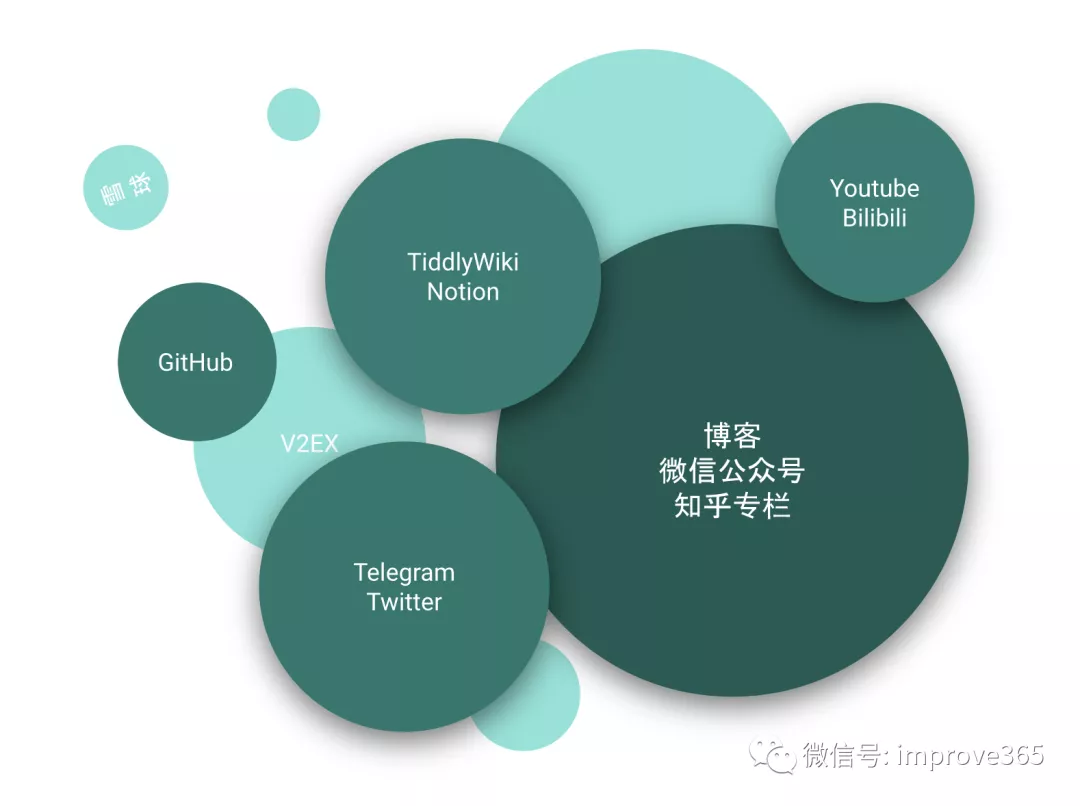 雪球
Youtube
Bilibili
TiddlyWiki
Notion
GitHub
V2EX
博客
微信公众号
知乎专栏
Telegram
Twitter
微信号: improve365